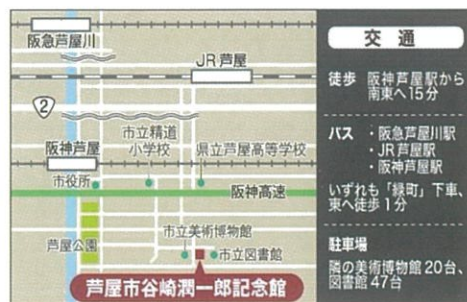 阪急芦屋川
JR 芦屋
2
阪神芦屋
市立精道
小学校
県立芦屋高等学校
市役所
阪神高速
芦屋公園
市立美術博物館
市立図書館
芦屋市谷崎潤一郎記念館
交通
徒歩 阪神芦屋駅から
南東へ15分
バス ・阪急芦屋川駅
・JR芦屋駅
・阪神芦屋駅
いずれも「緑町」下車、
東へ徒歩1分
駐車場
隣の美術博物館20台、
図書館47台